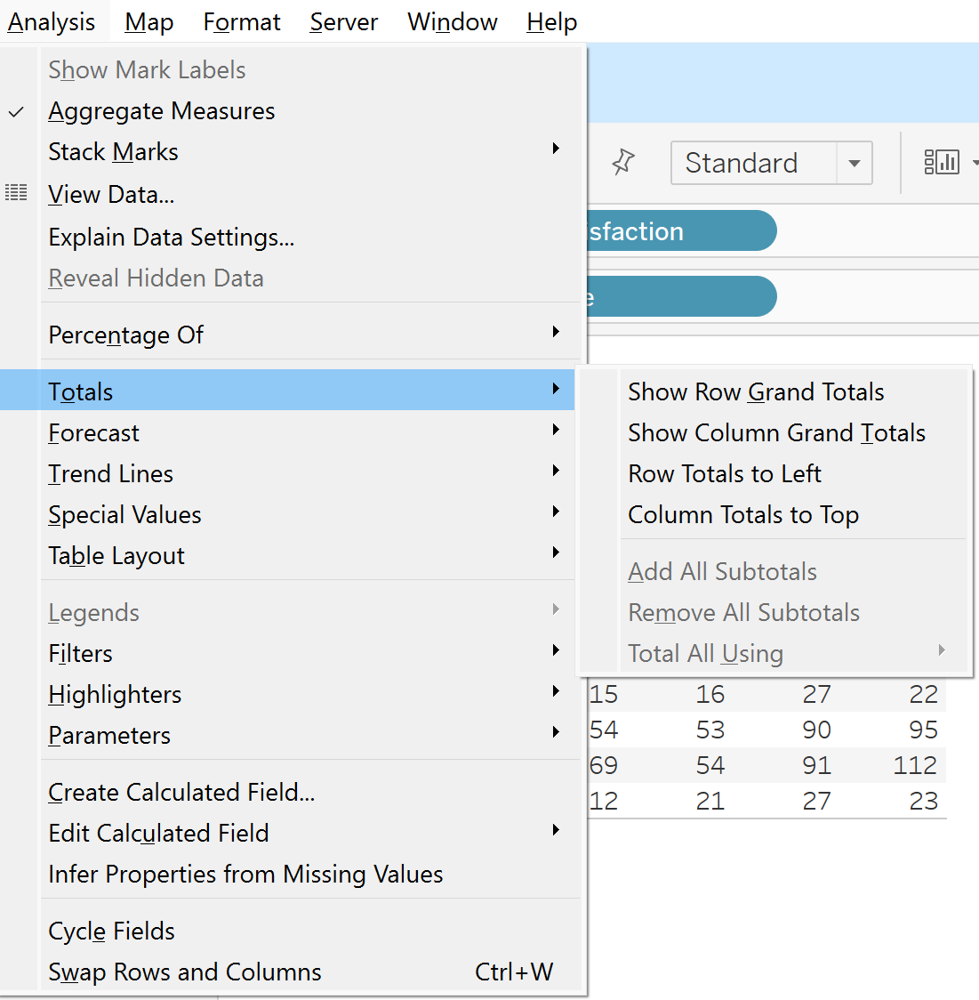 Analysis Map Format Server Window Help
Show Mark Labels
Aggregate Measures
Stack Marks
View Data...
Explain Data Settings...
Reveal Hidden Data
Percentage Of
Totals
Forecast
Trend Lines
Special Values
Table Layout
Legends
Filters
Highlighters
Parameters
Create Calculated Field...
Edit Calculated Field
Infer Properties from Missing Values
Cycle Fields
Swap Rows and Columns Ctrl+W
Standard
sfaction
e
Show Row Grand Totals
Show Column Grand Totals
Row Totals to Left
Column Totals to Top
Add All Subtotals
Remove All Subtotals
Total All Using
15 16 27 22
54 53 90 95
69 54 91 112
12 21 27 23